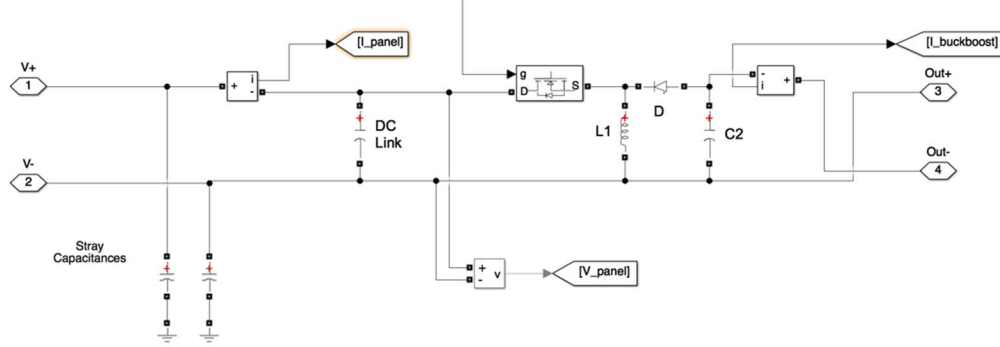 [I_panel]
[I_buckboost]
V+
1
+
i
-
g
D
S
D
-
i
+
Out+
3
DC
Link
L1
C2
V-
2
Out-
4
Stray
Capacitances
+
-
v
[V_panel]
+
+
+
+
+